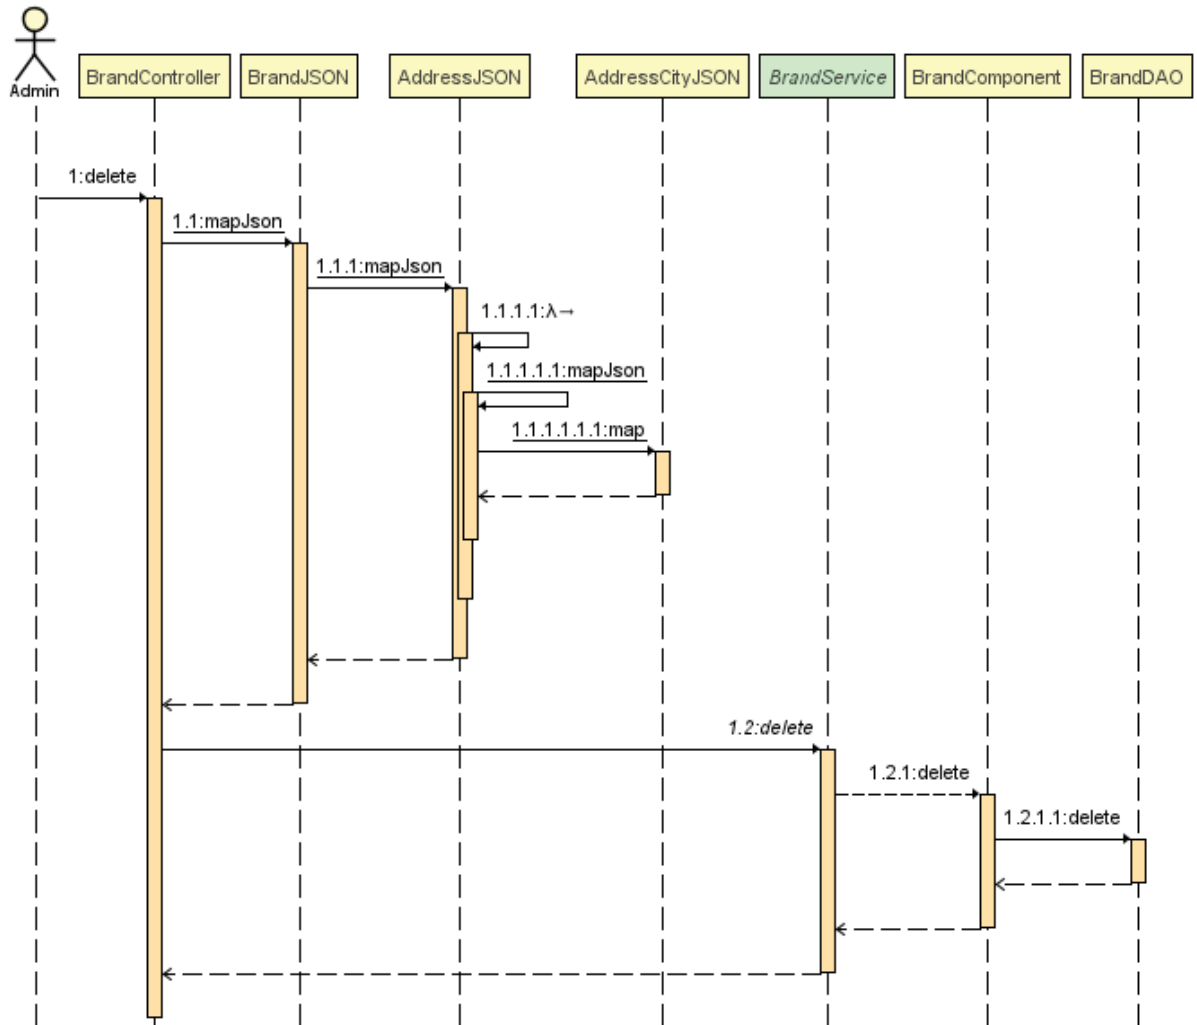 Admin
BrandController
BrandJSON
AddressJSON
AddressCityJSON
BrandService
BrandComponent
BrandDAO
1:delete
1.1:mapJson
1.1.1:mapJson
1.1.1.1:λ→
1.1.1.1.1:mapJson
1.1.1.1.1.1:map
1.2:delete
1.2.1:delete
1.2.1.1:delete